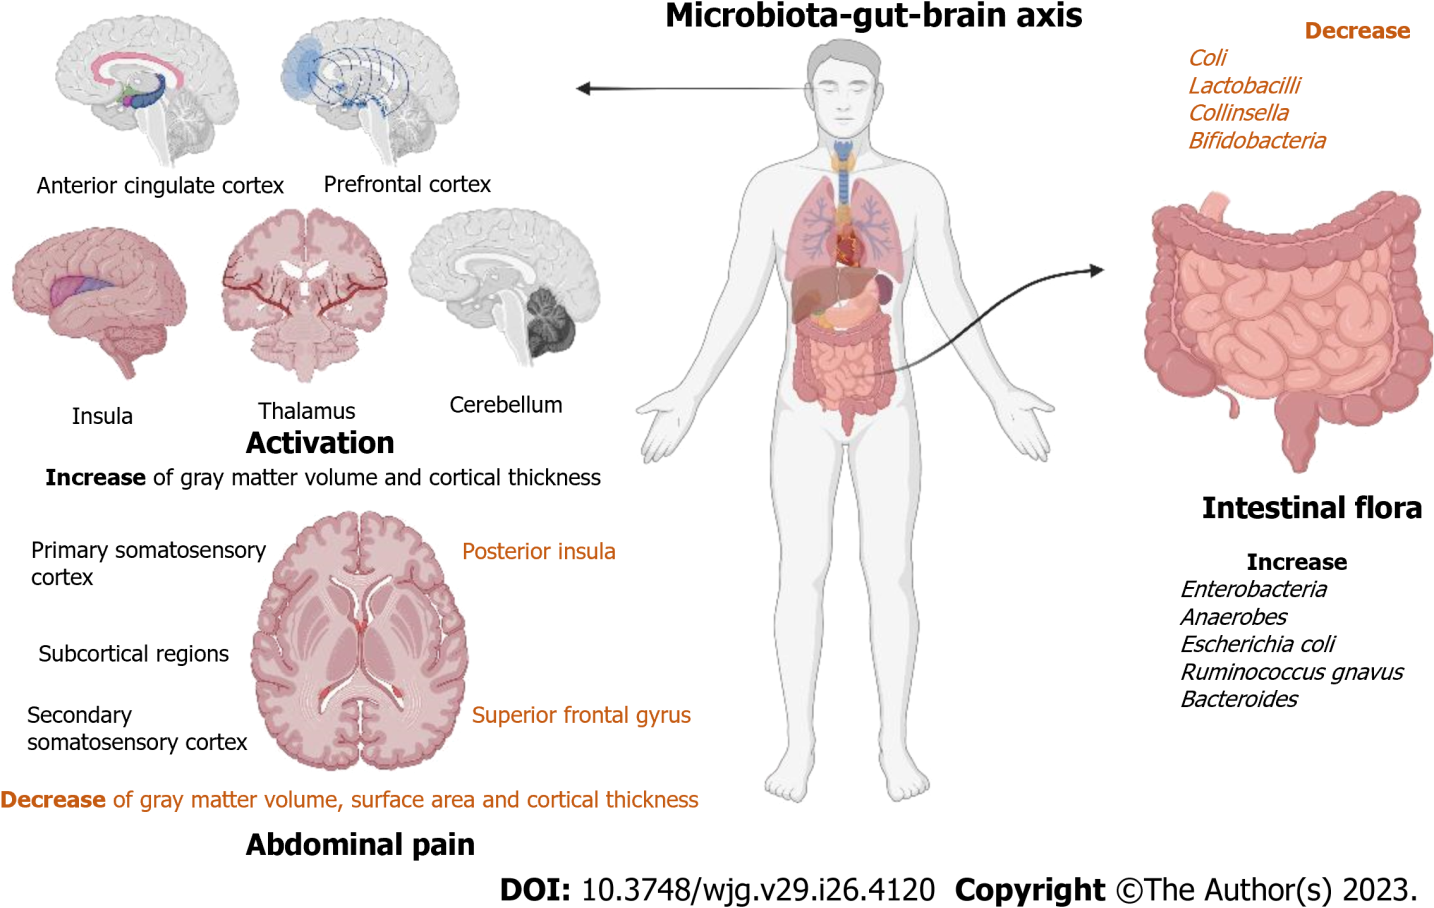 Microbiota-gut-brain axis
Anterior cingulate cortex
Prefrontal cortex
Insula
Thalamus
Cerebellum
Activation
Increase of gray matter volume and cortical thickness
Primary somatosensory
cortex
Posterior insula
Subcortical regions
Secondary
somatosensory cortex
Superior frontal gyrus
Decrease of gray matter volume, surface area and cortical thickness
Abdominal pain
Decrease
Coli
Lactobacilli
Collinsella
Bifidobacteria
Intestinal flora
Increase
Enterobacteria
Anaerobes
Escherichia coli
Ruminococcus gnavus
Bacteroides
DOI: 10.3748/wjg.v29.i26.4120 Copyright ©The Author(s) 2023.